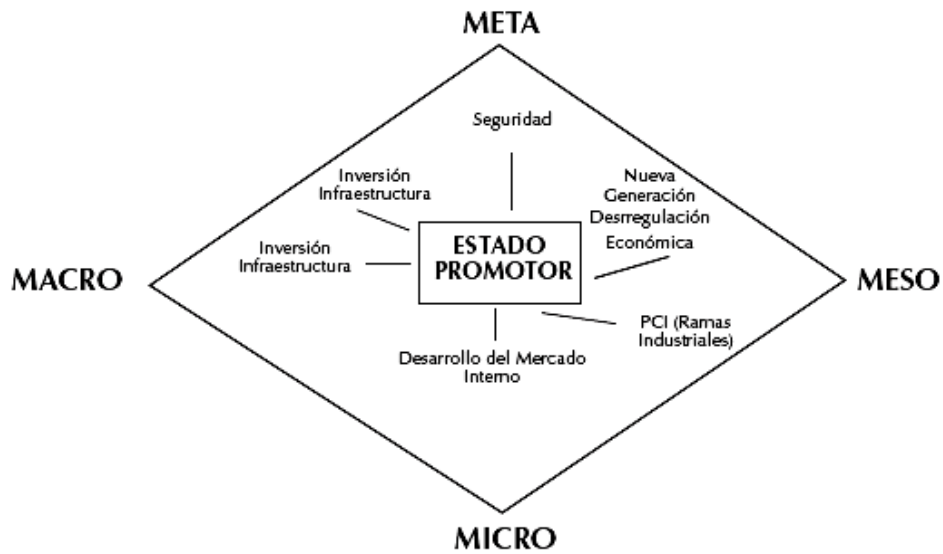 META
Seguridad
Inversión
Infraestructura
Nueva
Generación
Desregulación
Económica
Inversión
Infraestructura
ESTADO
PROMOTOR
MACRO
MESO
PCI (Ramas
Industriales)
Desarrollo del Mercado
Interno
MICRO